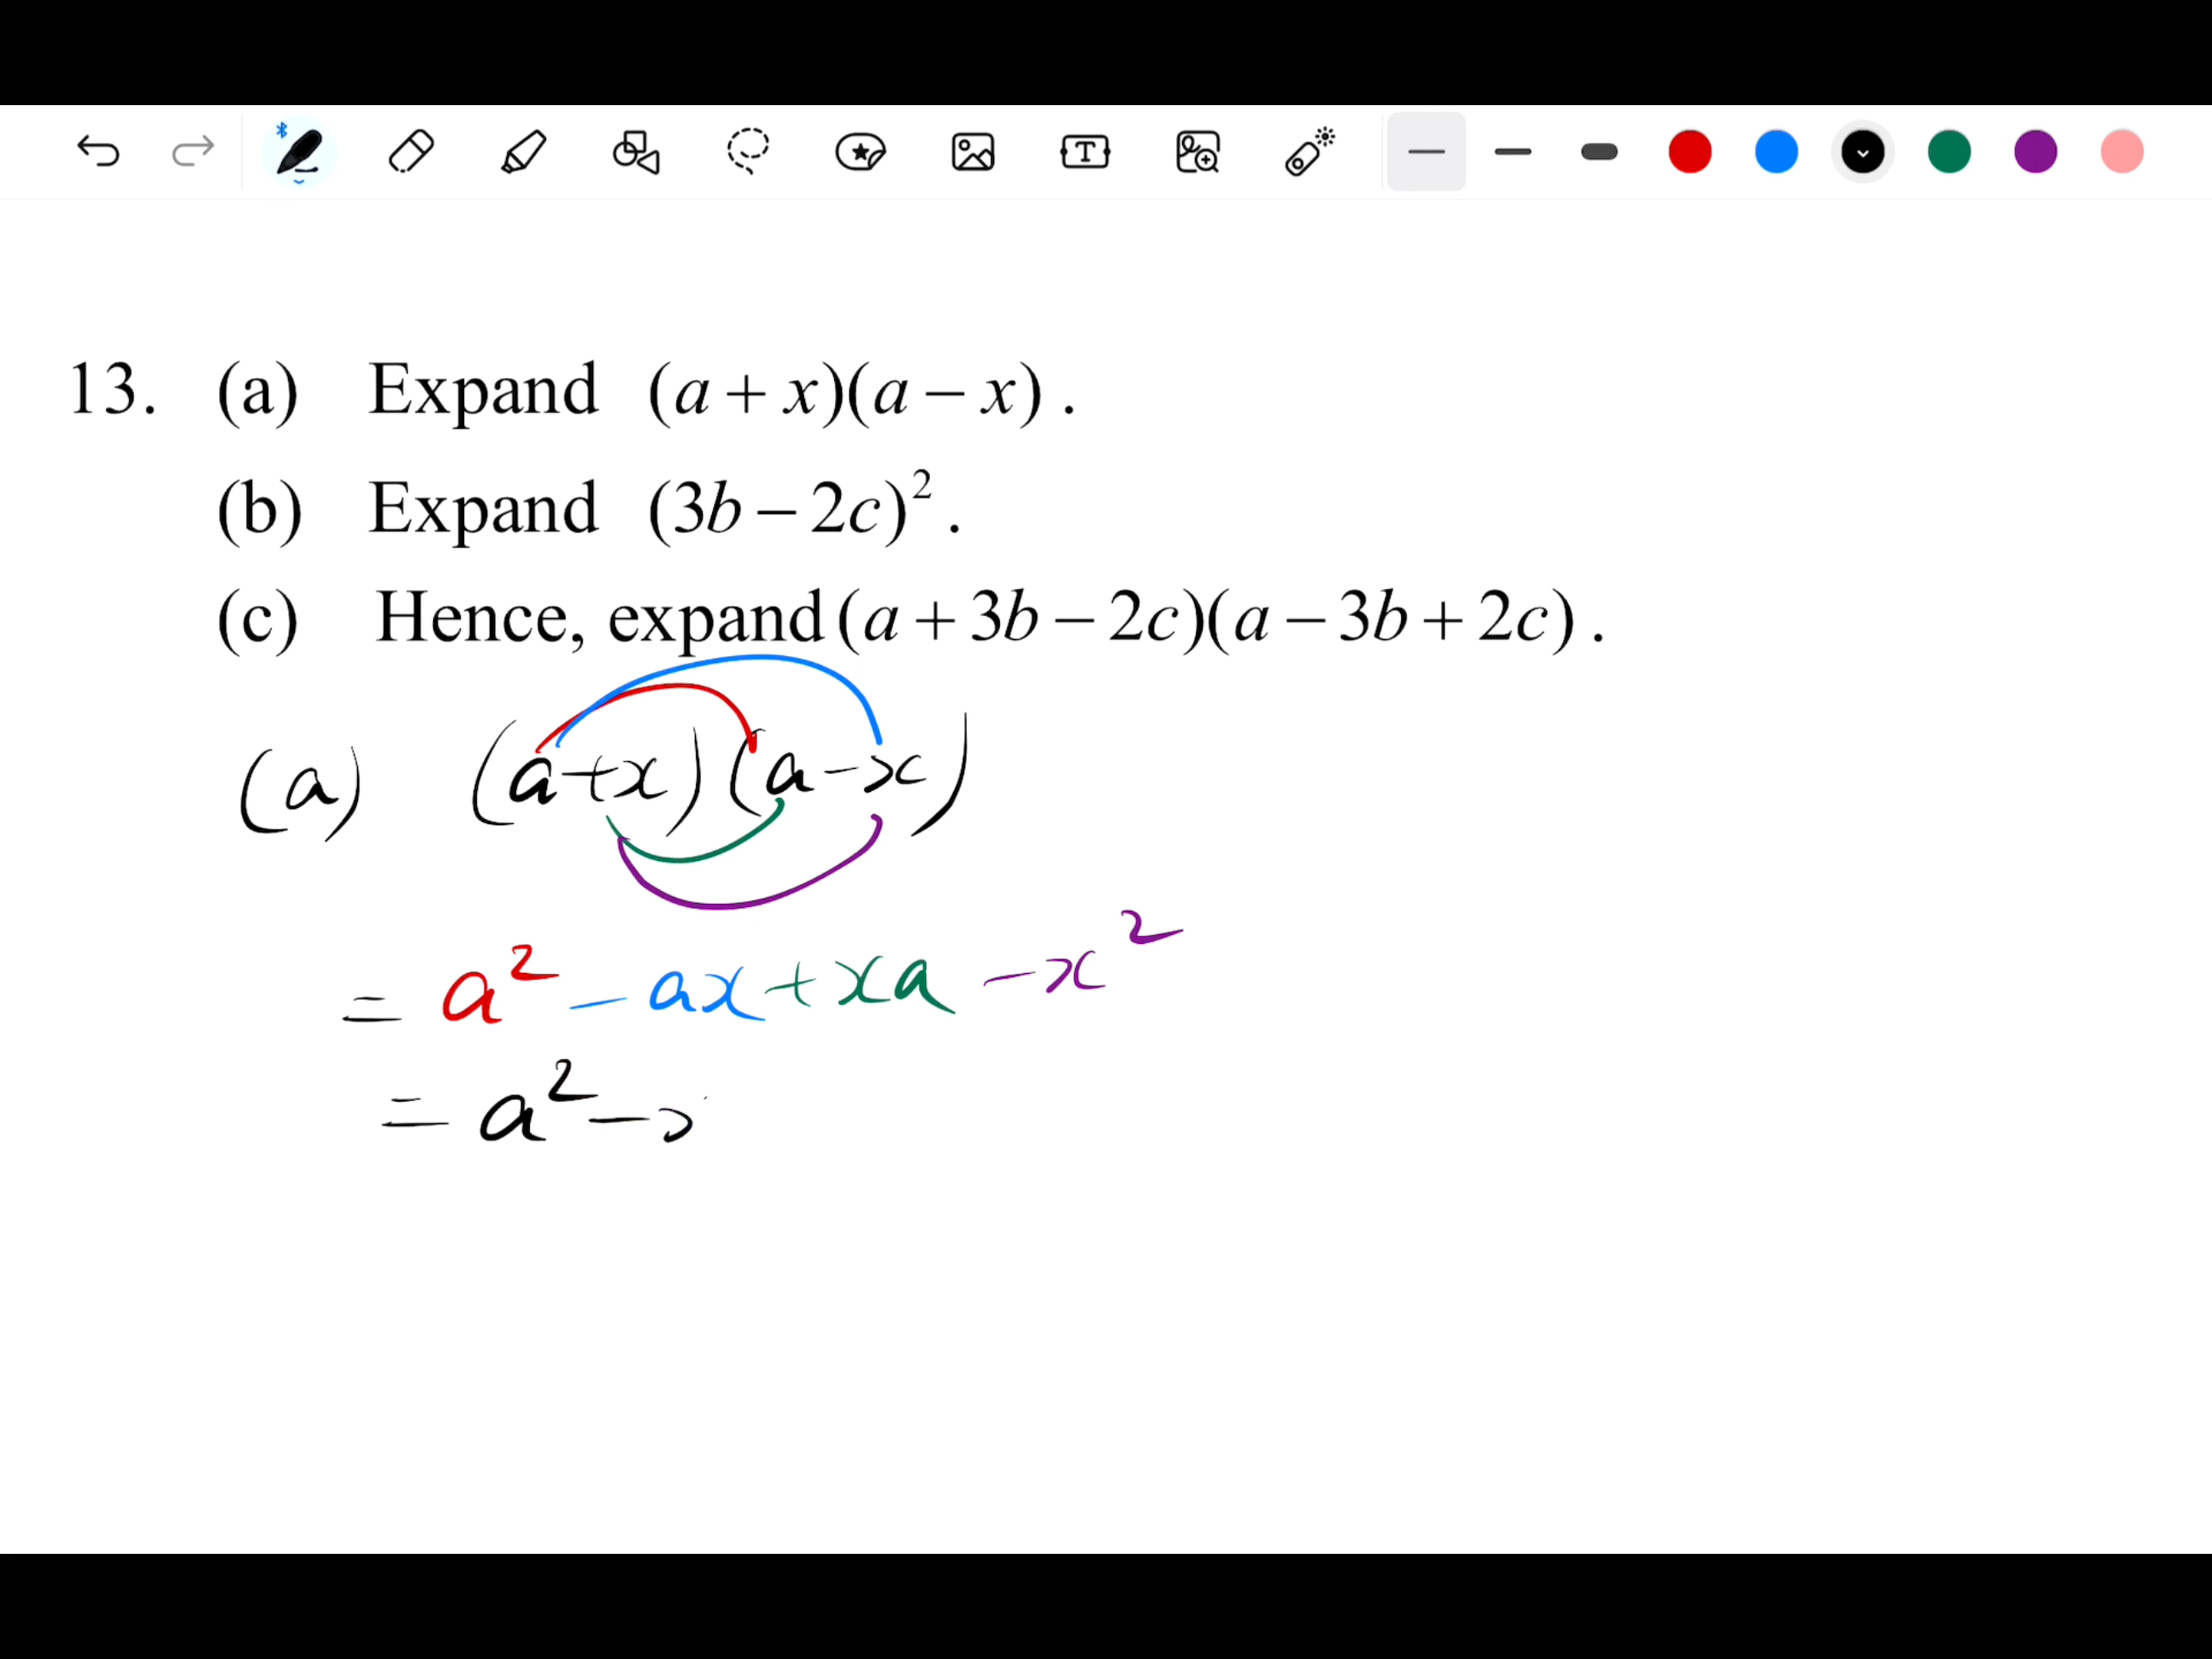 13. (a) Expand (a + x)(a − x) .
(b) Expand (3b − 2c)² .
(c) Hence, expand (a + 3b − 2c)(a − 3b + 2c) .
(a) (a+x)(a−x)
= a² − ax + xa − x²
= a² −